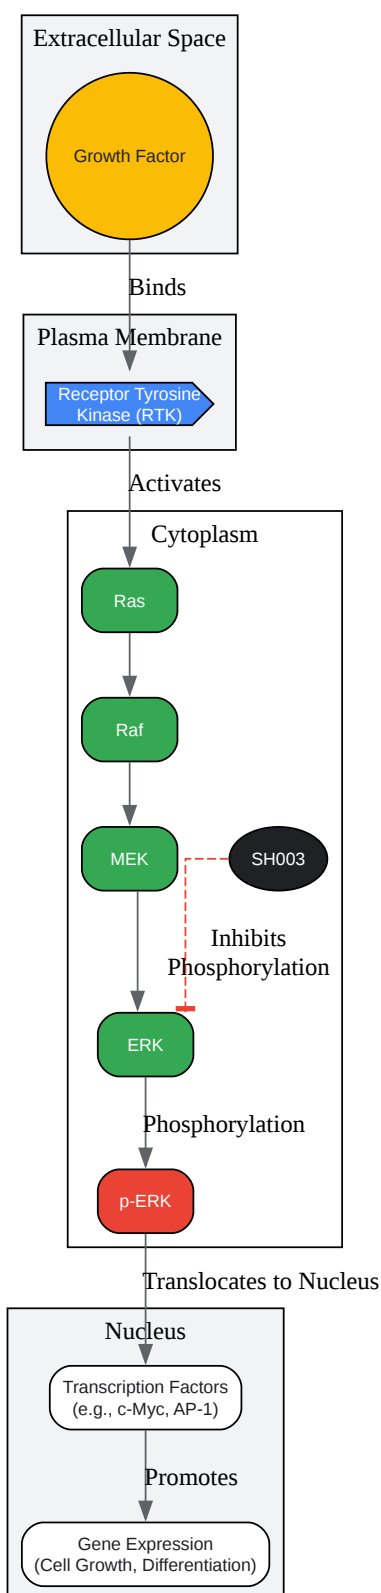 Extracellular Space
Growth Factor
Binds
Plasma Membrane
Receptor Tyrosine
Kinase (RTK)
Activates
Cytoplasm
Ras
Raf
MEK
SH003
Inhibits
Phosphorylation
ERK
Phosphorylation
p-ERK
Translocates to Nucleus
Nucleus
Transcription Factors
(e.g., c-Myc, AP-1)
Promotes
Gene Expression
(Cell Growth, Differentiation)